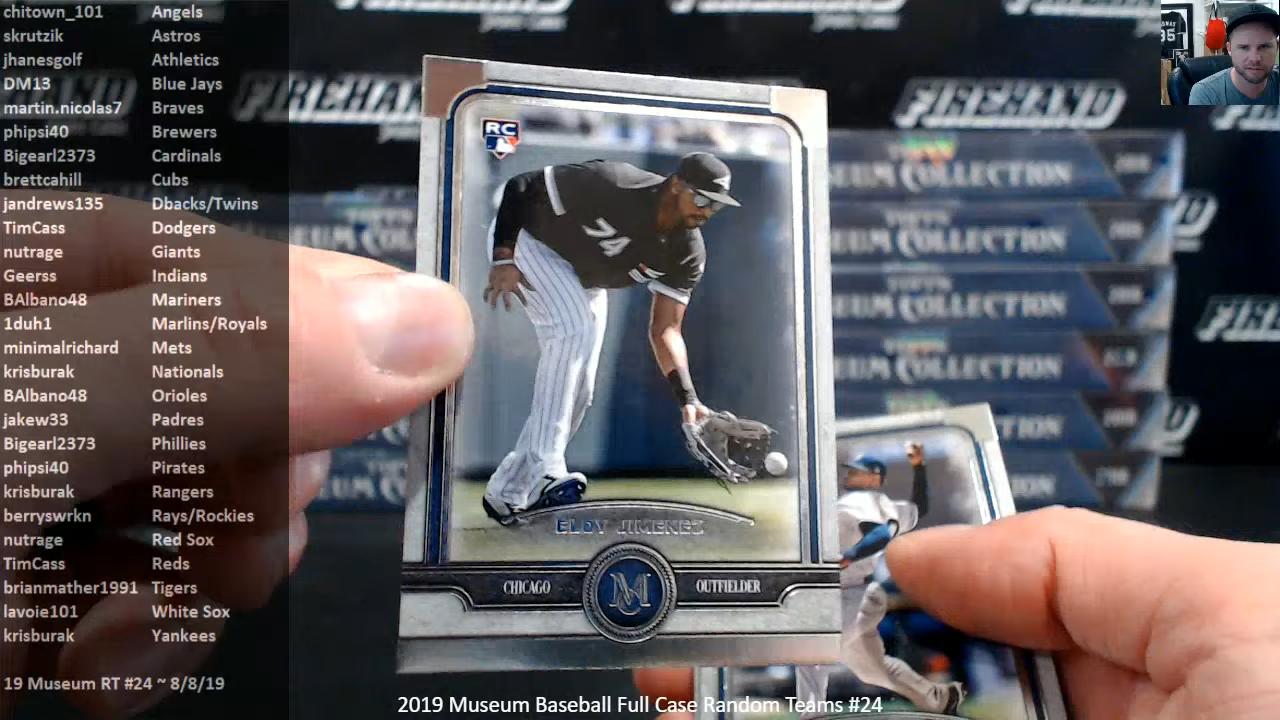 chitown_101 Angels
skrutzik Astros
jhanesgolf Athletics
DM13 Blue Jays
martin.nicolas7 Braves
phipsi40 Brewers
Bigearl2373 Cardinals
brettcahill Cubs
jandrews135 Dbacks/Twins
TimCass Dodgers
nutrage Giants
Geerss Indians
BAlbano48 Mariners
1duh1 Marlins/Royals
minimalrichard Mets
krisburak Nationals
BAlbano48 Orioles
jakew33 Padres
Bigearl2373 Phillies
phipsi40 Pirates
krisburak Rangers
berryswrkn Rays/Rockies
nutrage Red Sox
TimCass Reds
brianmather1991 Tigers
lavoie101 White Sox
krisburak Yankees
19 Museum RT #24 ~ 8/8/19
RC
74
ELOY JIMENEZ
CHICAGO
OUTFIELDER
FIREHAND
2019 Museum Baseball Full Case Random Teams #24